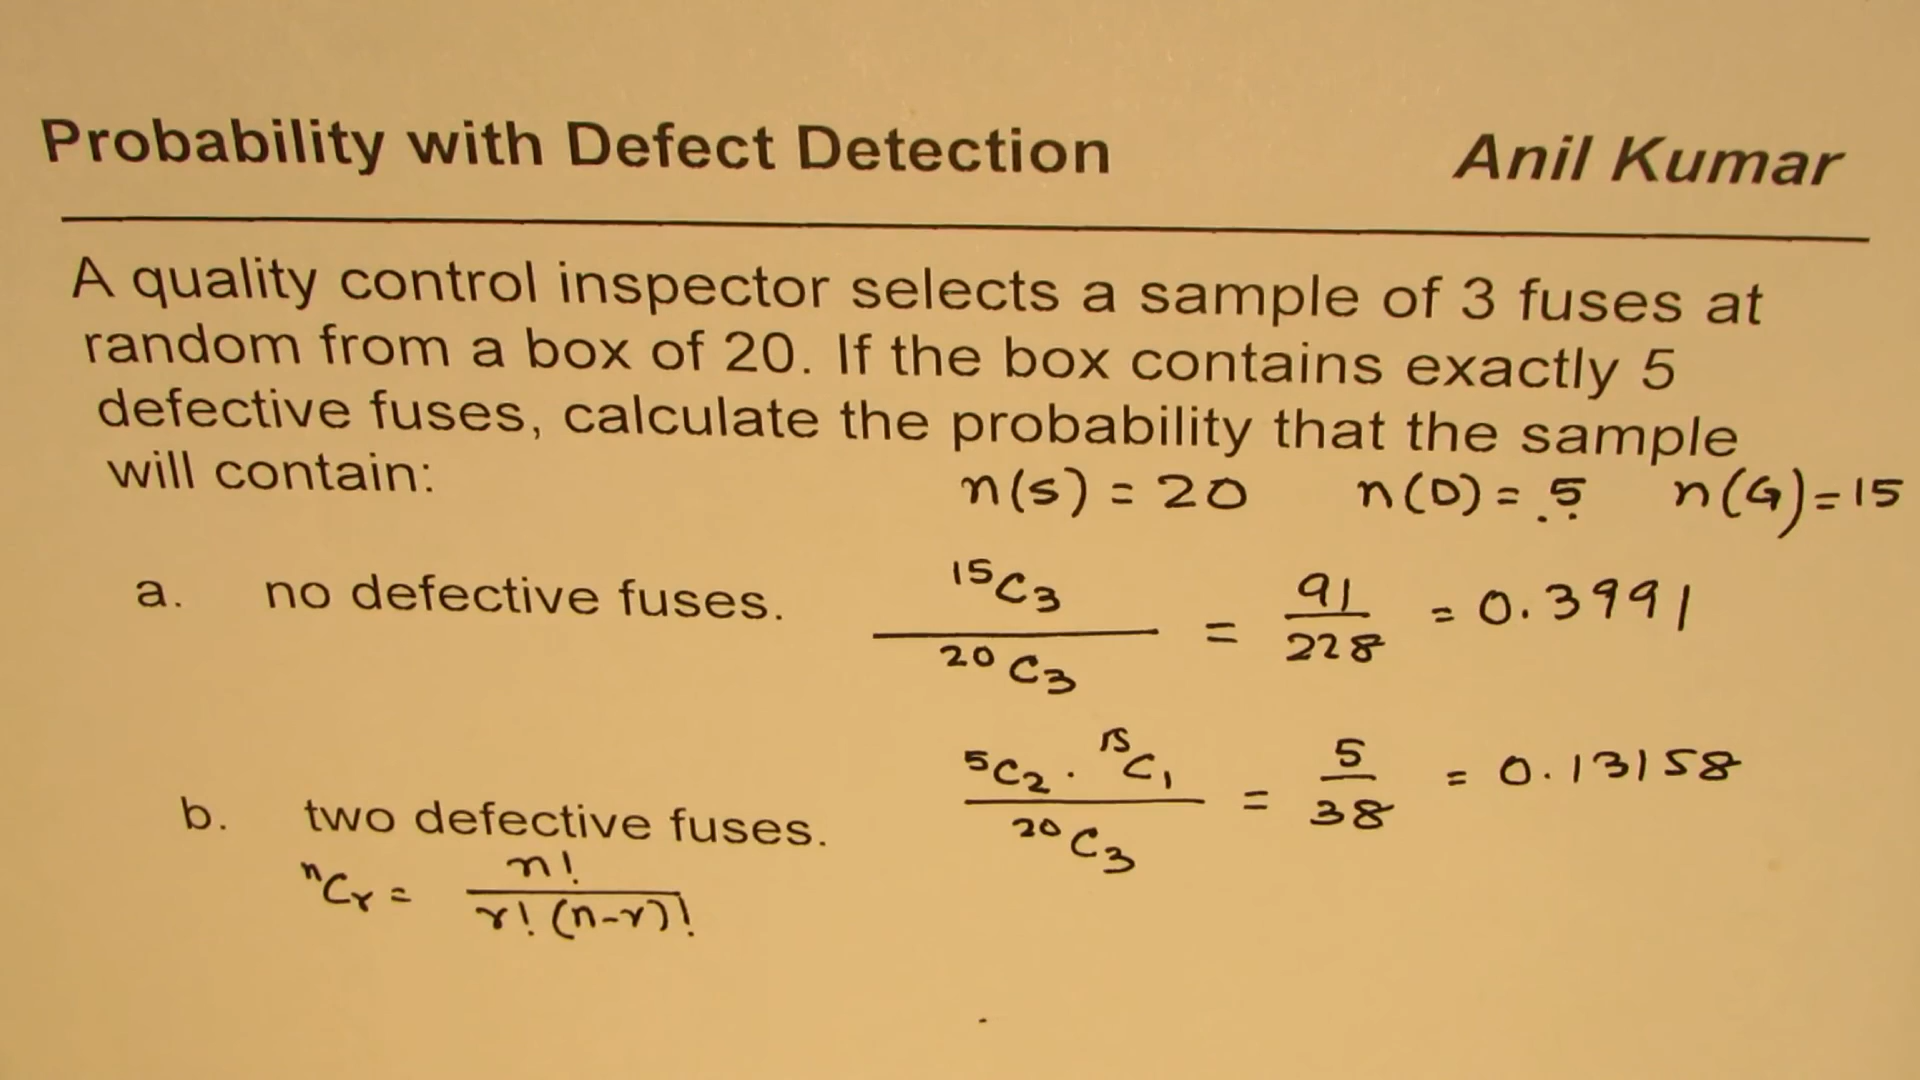 Probability with Defect Detection Anil Kumar
A quality control inspector selects a sample of 3 fuses at
random from a box of 20. If the box contains exactly 5
defective fuses, calculate the probability that the sample
will contain:
n(s) = 20 n(D) = 5 n(G) = 15
a. no defective fuses.
¹⁵C₃ / ²⁰C₃ = 91/228 = 0.3991
b. two defective fuses.
⁵C₂ · ¹⁵C₁ / ²⁰C₃ = 5/38 = 0.13158
ⁿCᵣ = n! / r!(n-r)!